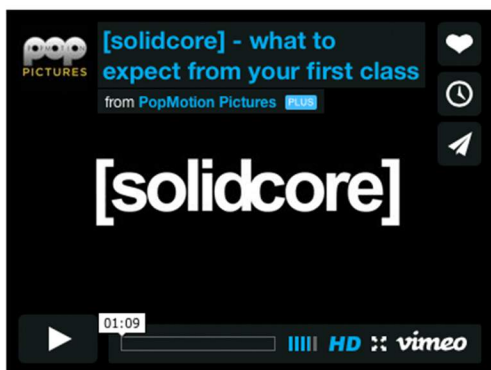 pop
PICTURES
[solidcore] - what to
expect from your first class
from PopMotion Pictures PLUS
[solidcore]
01:09
HD vimeo